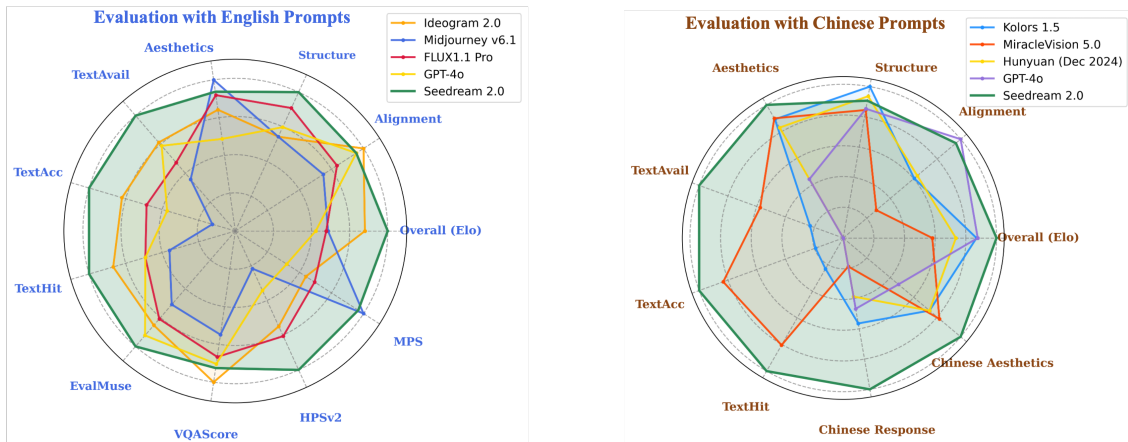 Evaluation with English Prompts
Ideogram 2.0
Midjourney v6.1
FLUX1.1 Pro
GPT-4o
Seedream 2.0
Aesthetics
Structure
TextAvail
Alignment
TextAcc
Overall (Elo)
TextHit
MPS
EvalMuse
HPSv2
VQAScore
Evaluation with Chinese Prompts
Kolors 1.5
MiracleVision 5.0
Hunyuan (Dec 2024)
GPT-4o
Seedream 2.0
Aesthetics
Structure
Alignment
TextAvail
Overall (Elo)
TextAcc
Chinese Aesthetics
TextHit
Chinese Response